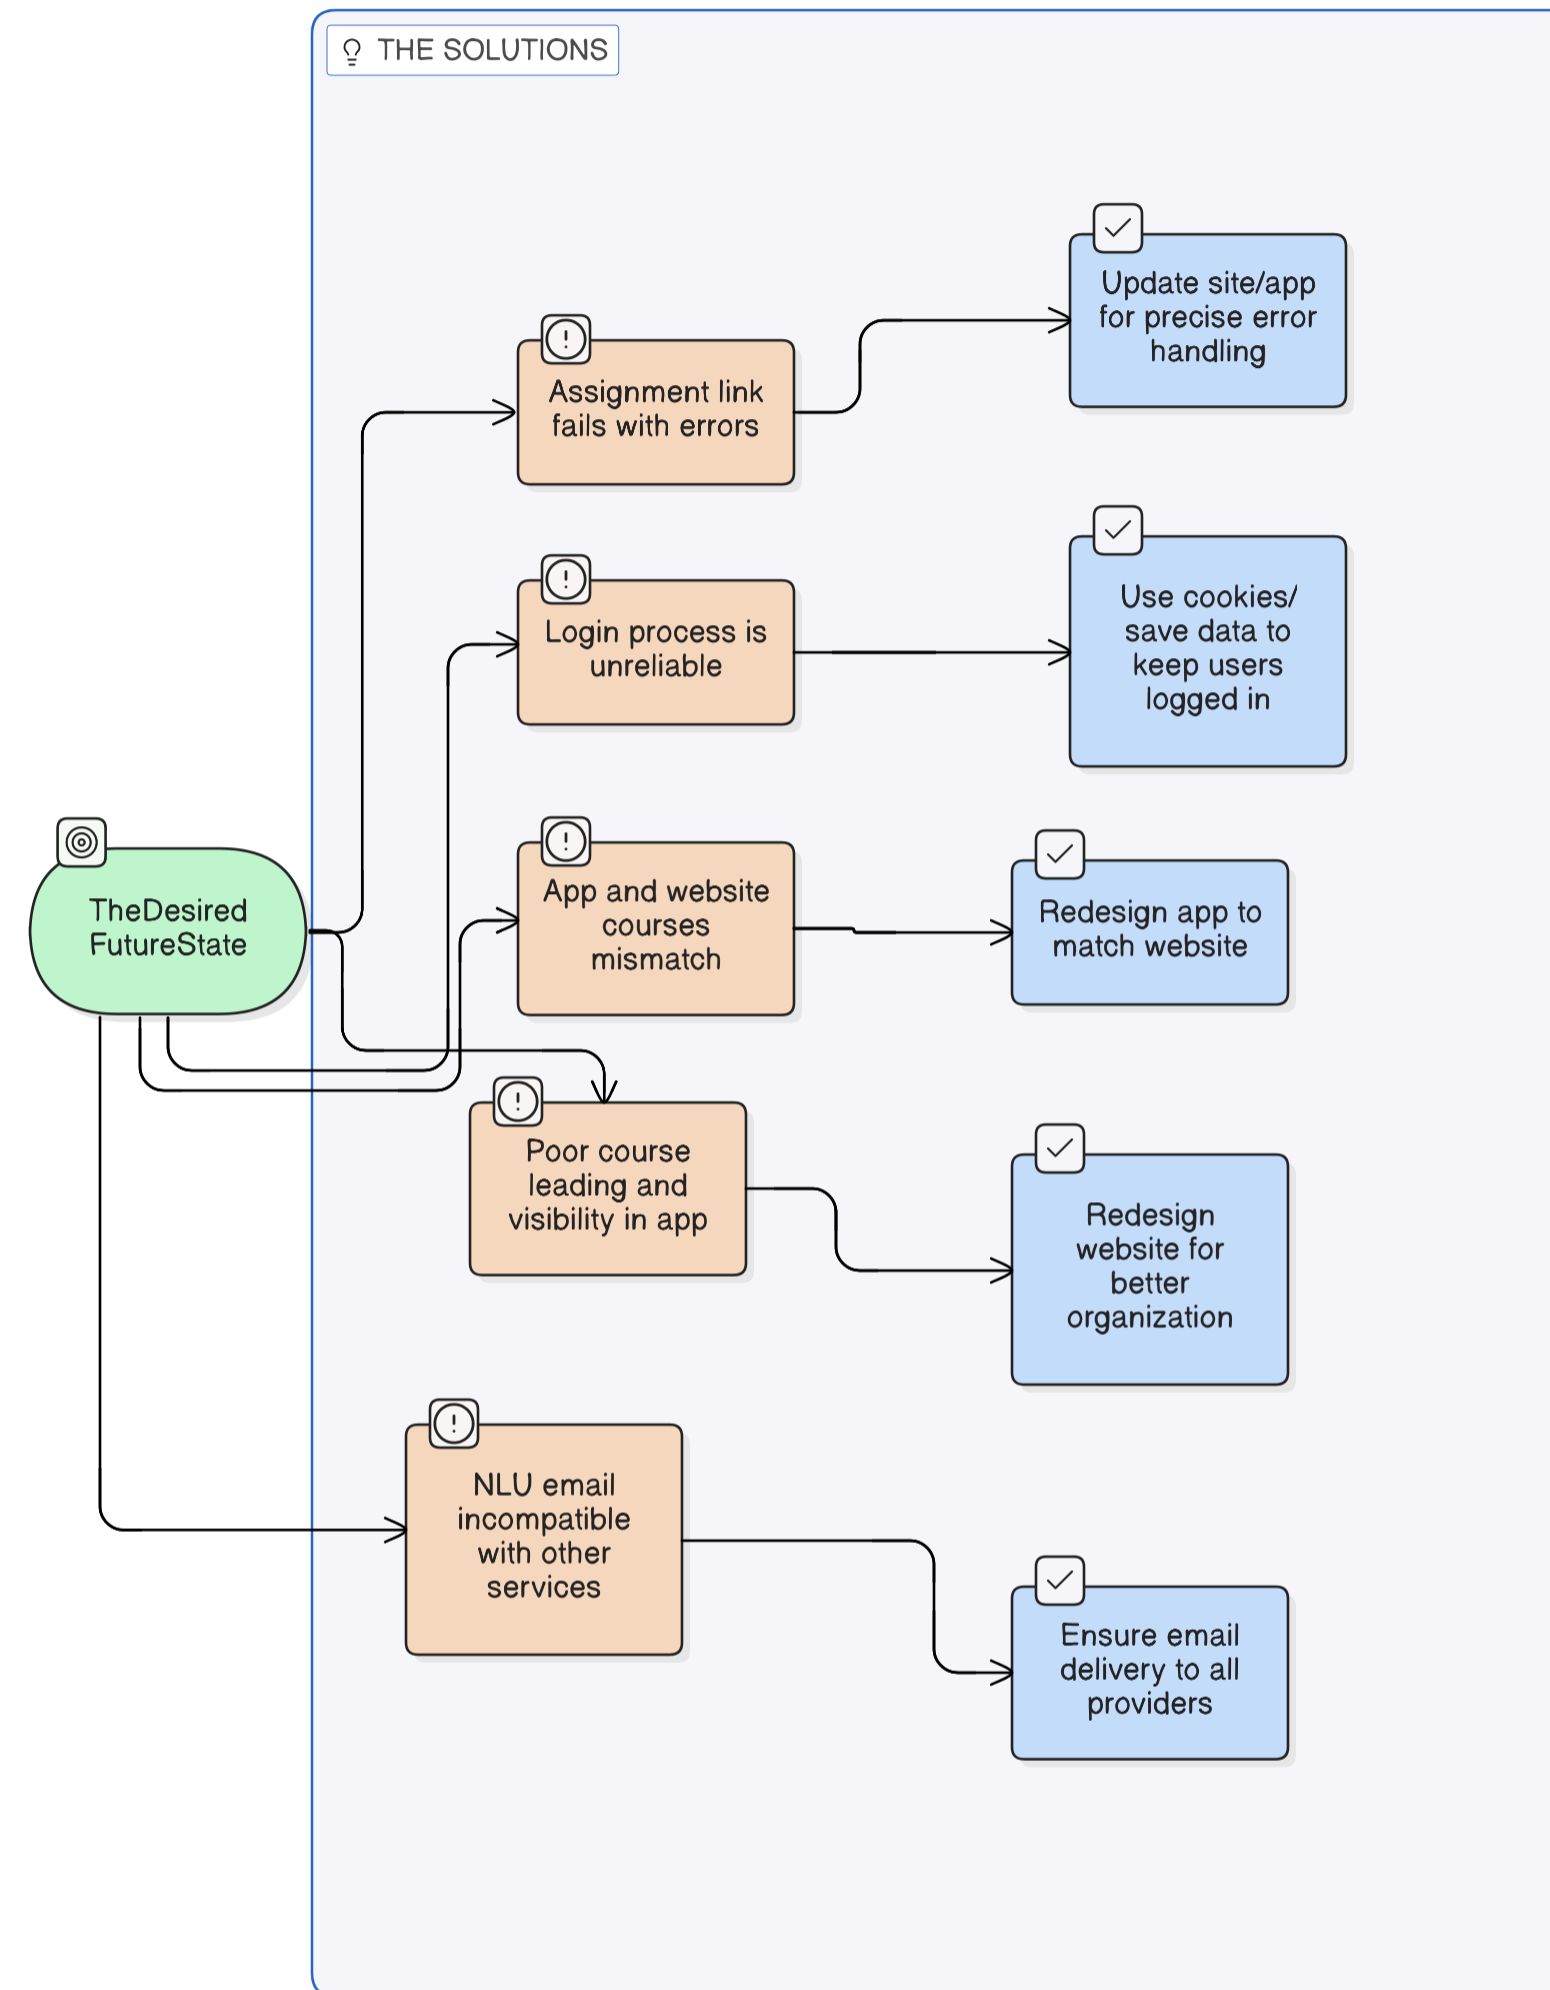 THE SOLUTIONS
Update site/app
for precise error
handling
Assignment link
fails with errors
Use cookies/
save data to
keep users
logged in
Login process is
unreliable
TheDesired
FutureState
App and website
courses
mismatch
Redesign app to
match website
Poor course
leading and
visibility in app
Redesign
website for
better
organization
NLU email
incompatible
with other
services
Ensure email
delivery to all
providers